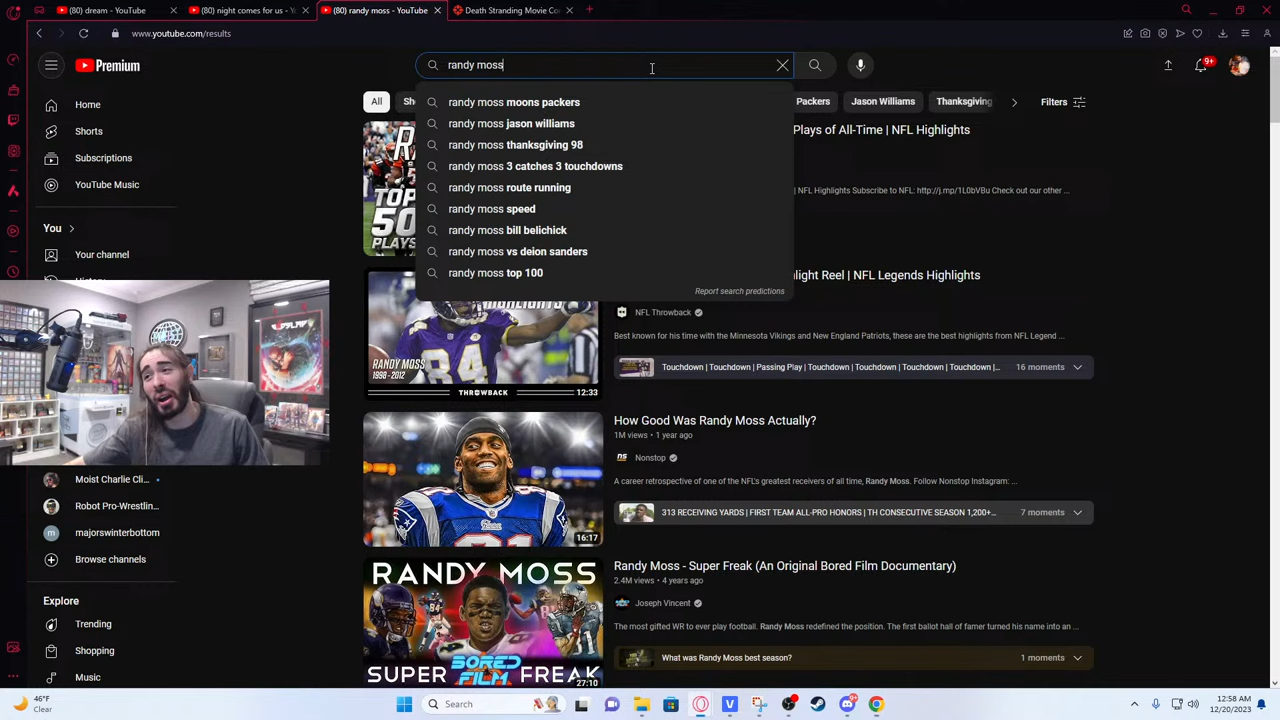 (80) dream - YouTube
(80) night comes for us - Y
(80) randy moss - YouTube
Death Stranding Movie Co
www.youtube.com/results
Premium
randy moss
9+
randy moss moons packers
randy moss jason williams
randy moss thanksgiving 98
randy moss 3 catches 3 touchdowns
randy moss route running
randy moss speed
randy moss bill belichick
randy moss vs deion sanders
randy moss top 100
Report search predictions
Home
Shorts
Subscriptions
YouTube Music
You
Your channel
All
Packers
Jason Williams
Thanksgiving
Filters
TOP
50
PLAYS
Plays of All-Time | NFL Highlights
| NFL Highlights Subscribe to NFL: http://j.mp/1L0bVBu Check out our other ...
light Reel | NFL Legends Highlights
NFL Throwback
Best known for his time with the Minnesota Vikings and New England Patriots, these are the best highlights from NFL Legend ...
Touchdown | Touchdown | Passing Play | Touchdown | Touchdown | Touchdown | Touchdown |...
16 moments
84
RANDY MOSS
1998 - 2012
THROWBACK
12:33
How Good Was Randy Moss Actually?
1M views • 1 year ago
Nonstop
A career retrospective of one of the NFL's greatest receivers of all time, Randy Moss. Follow Nonstop Instagram: ...
313 RECEIVING YARDS | FIRST TEAM ALL-PRO HONORS | TH CONSECUTIVE SEASON 1,200+...
7 moments
Patriots
16:17
Randy Moss - Super Freak (An Original Bored Film Documentary)
2.4M views • 4 years ago
Joseph Vincent
The most gifted WR to ever play football. Randy Moss redefined the position. The first ballot hall of famer turned his name into an ...
What was Randy Moss best season?
1 moments
RANDY MOSS
SUPER
BORED
FILM
FREAK
27:10
Moist Charlie Cli...
Robot Pro-Wrestlin...
majorswinterbottom
Browse channels
Explore
Trending
Shopping
Music
46°F
Clear
Search
12:58 AM
12/20/2023